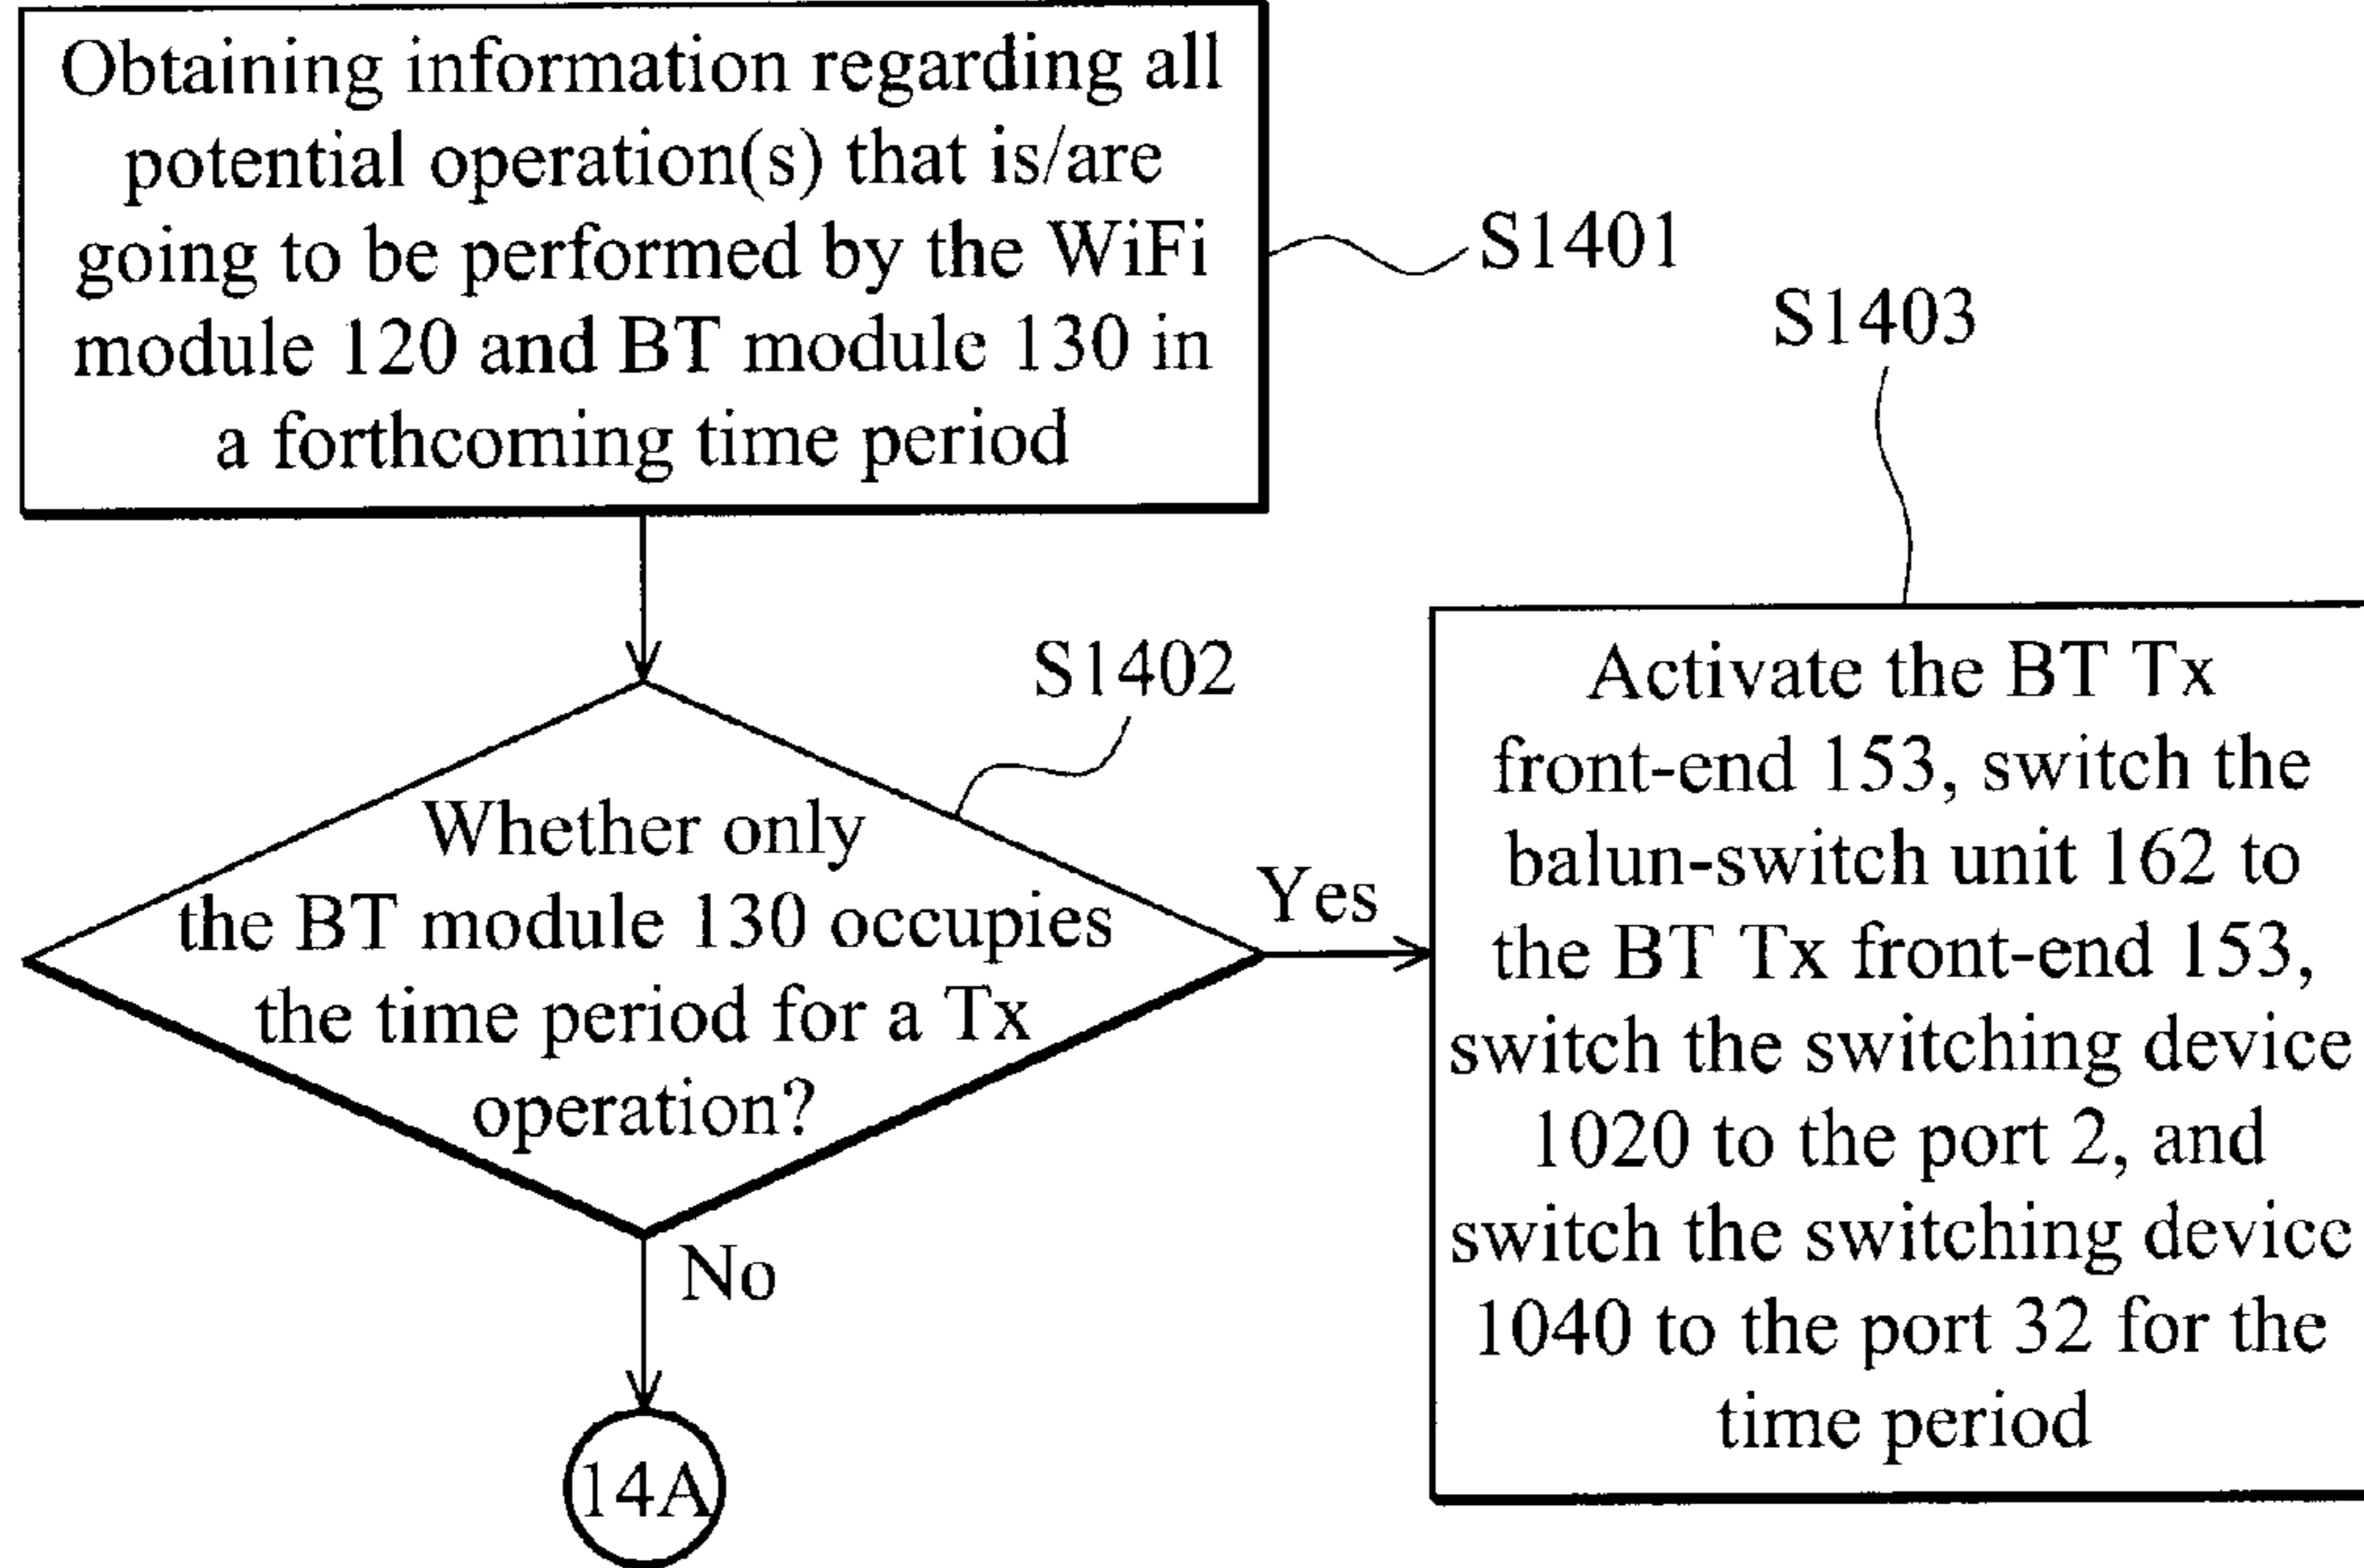 Obtaining information regarding all
potential operation(s) that is/are
going to be performed by the WiFi
module 120 and BT module 130 in
a forthcoming time period
S1401
S1403
S1402
Whether only
the BT module 130 occupies
the time period for a Tx
operation?
Yes
No
14A
Activate the BT Tx
front-end 153, switch the
balun-switch unit 162 to
the BT Tx front-end 153,
switch the switching device
1020 to the port 2, and
switch the switching device
1040 to the port 32 for the
time period